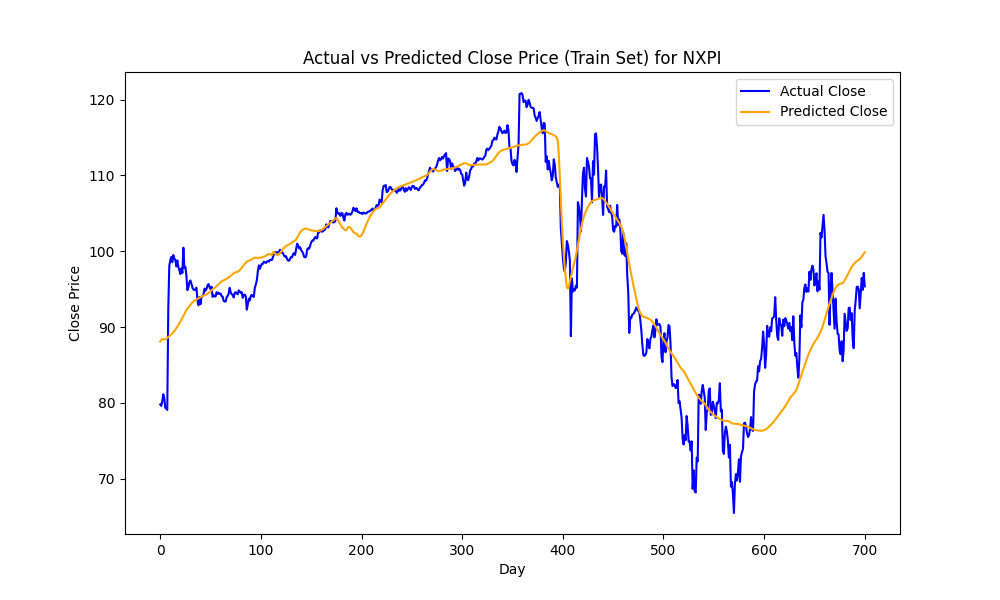 Actual vs Predicted Close Price (Train Set) for NXPI
Actual Close
Predicted Close
Close Price
120
110
100
90
80
70
0 100 200 300 400 500 600 700
Day